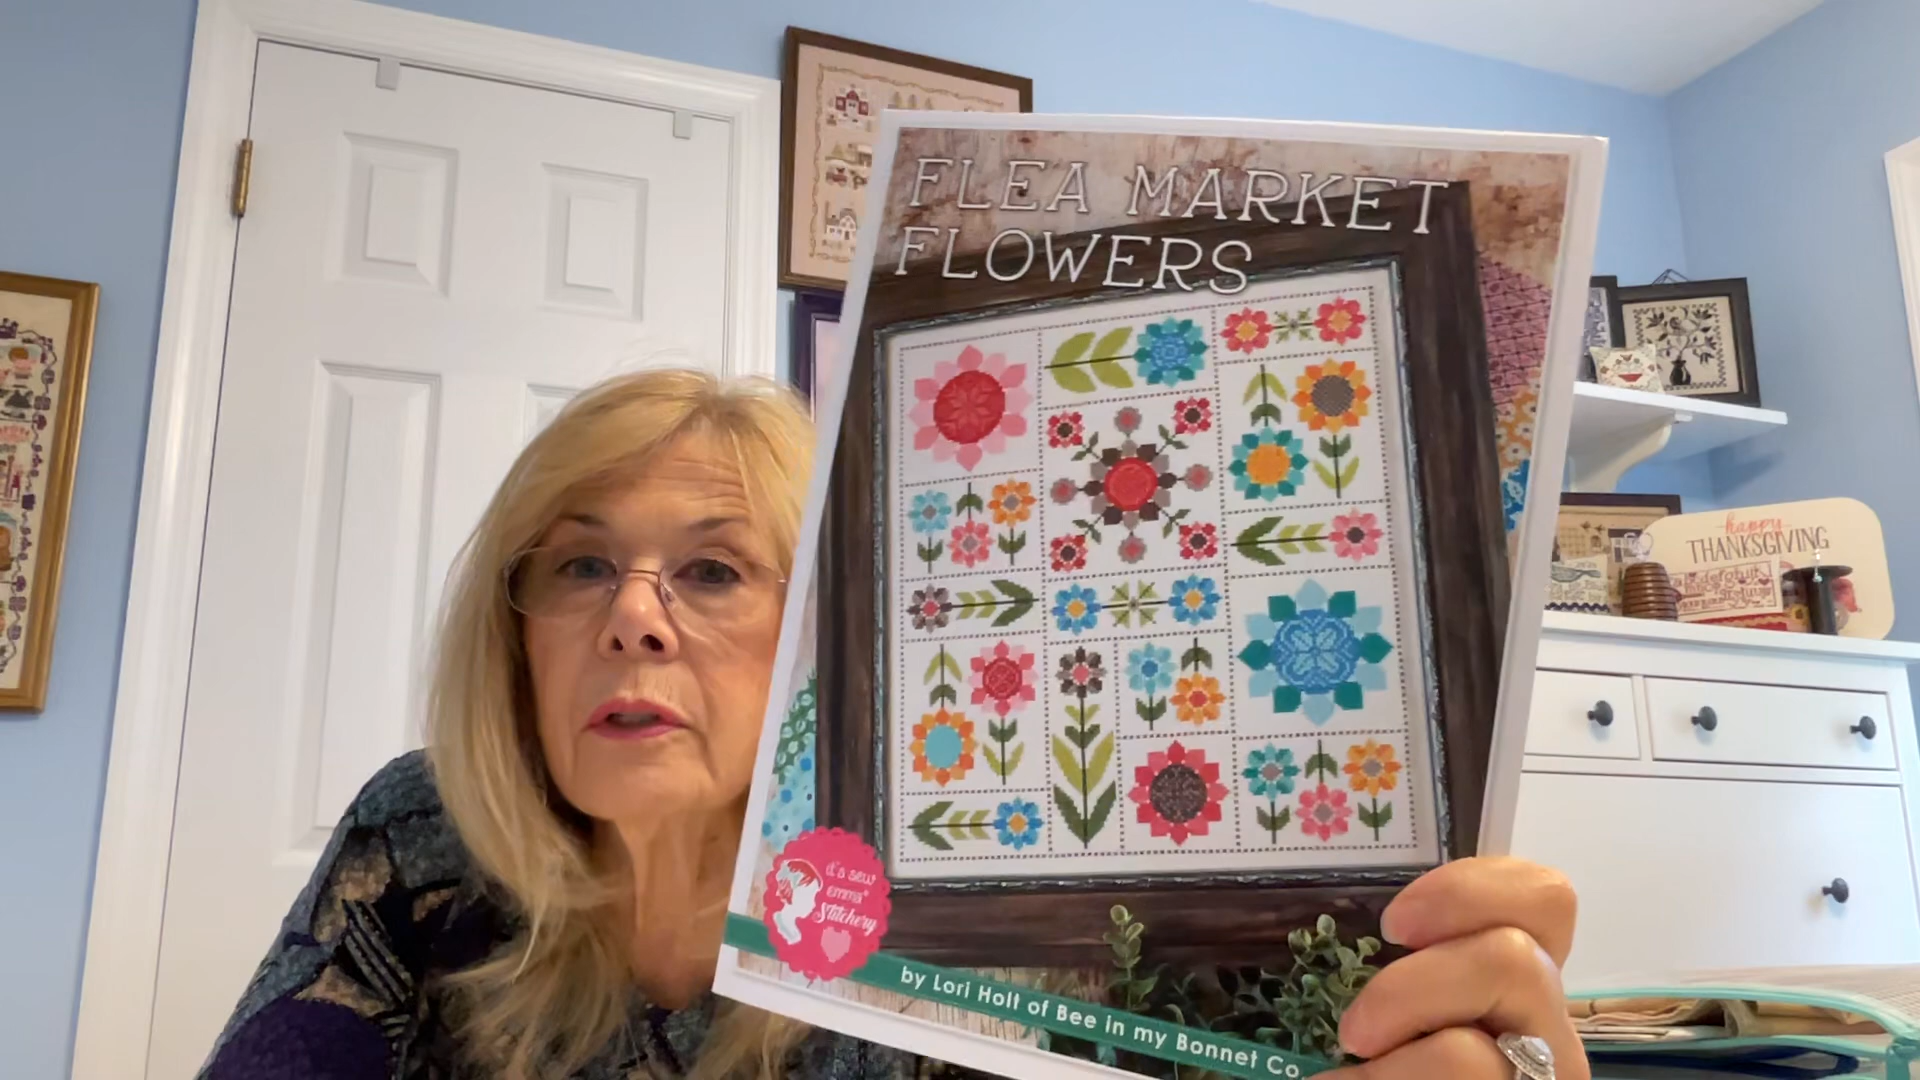 FLEA MARKET
FLOWERS
it's sew
emma
Stitchery
by Lori Holt of Bee in my Bonnet Co.
happy
THANKSGIVING